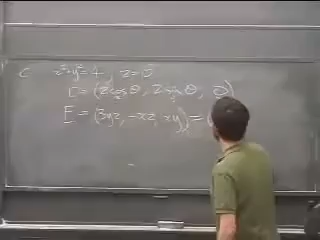 C x²+y²=4, z=0
r = (2cosθ, 2sinθ, 0)
F = (3yz, -xz, xy) = (